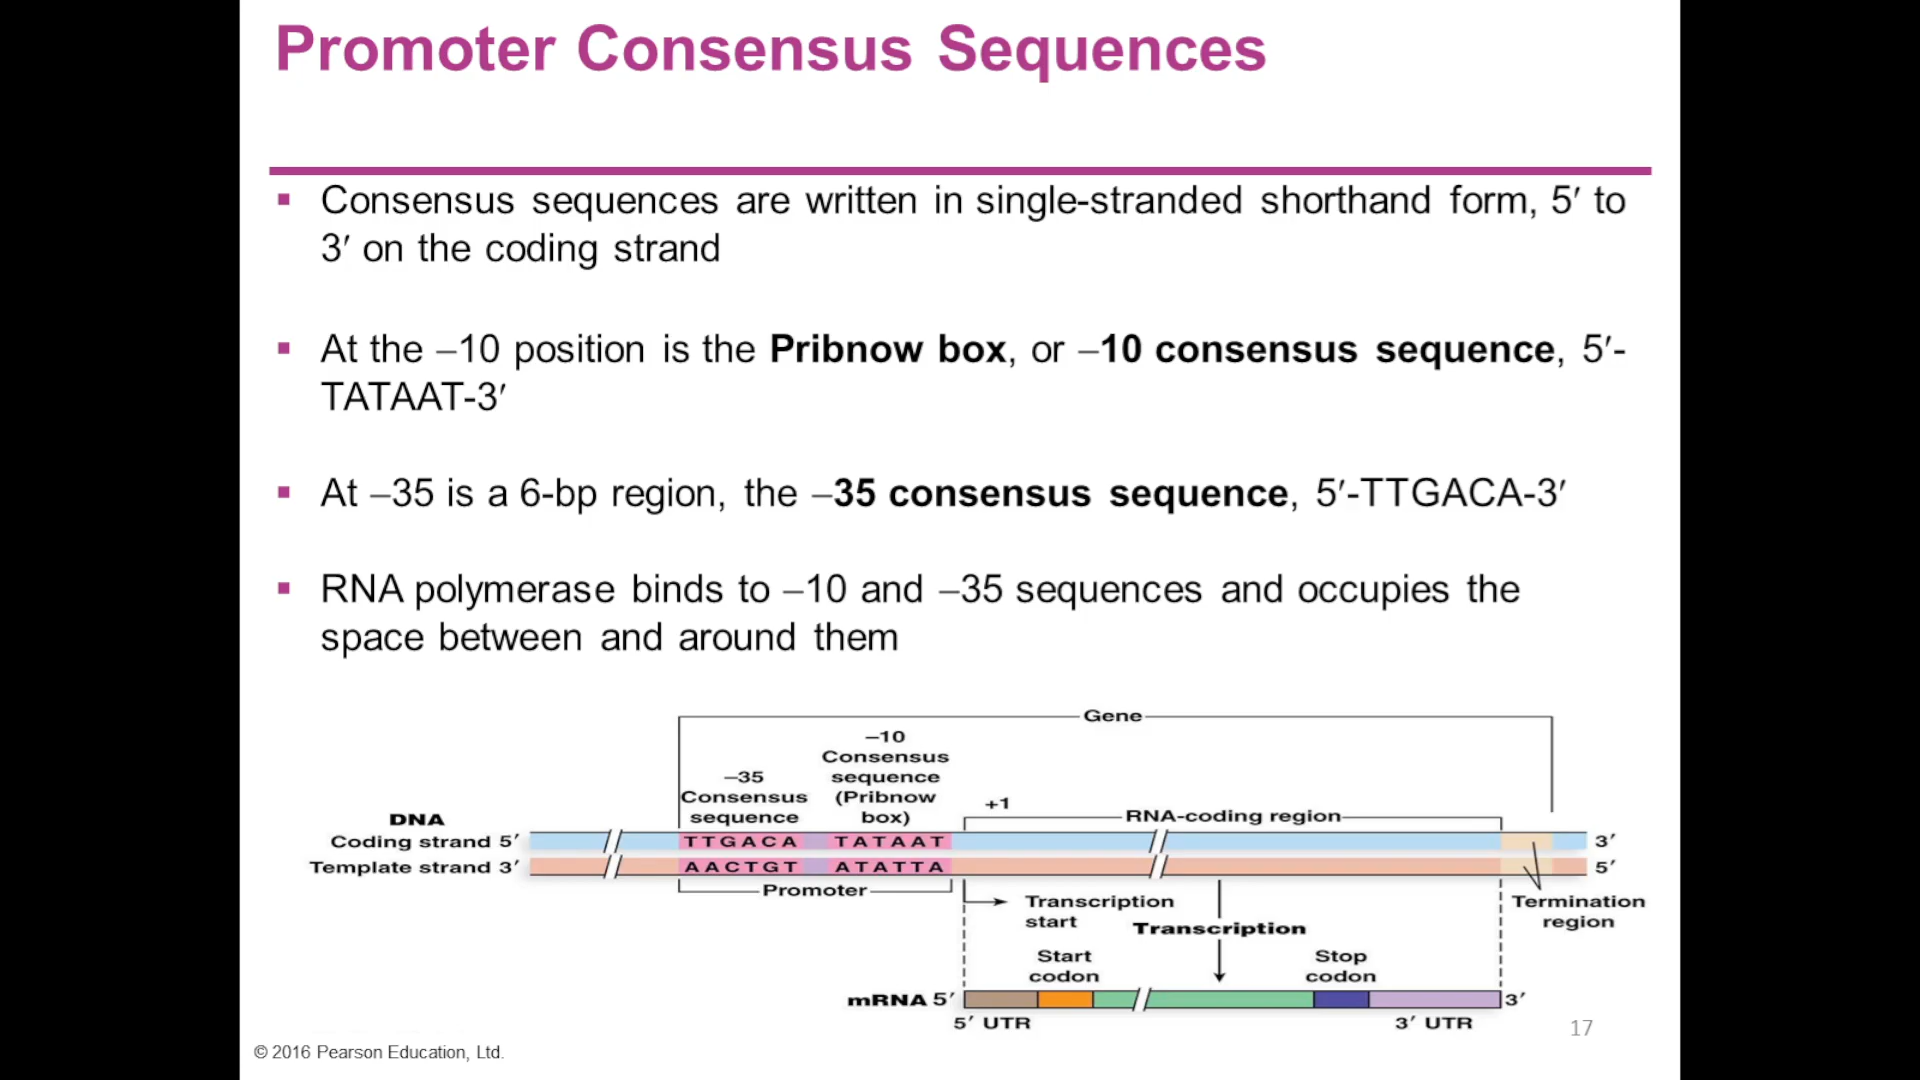 Promoter Consensus Sequences
▪ Consensus sequences are written in single-stranded shorthand form, 5′ to
3′ on the coding strand
▪ At the –10 position is the Pribnow box, or –10 consensus sequence, 5′-
TATAAT-3′
▪ At –35 is a 6-bp region, the –35 consensus sequence, 5′-TTGACA-3′
▪ RNA polymerase binds to –10 and –35 sequences and occupies the
space between and around them
Gene
–35
Consensus
sequence
–10
Consensus
sequence
(Pribnow
box)
+1
RNA-coding region
DNA
Coding strand 5′
TTGACA
TATAAT
3′
Template strand 3′
AACTGT
ATATTA
5′
Promoter
Transcription
start
Transcription
Termination
region
Start
codon
Stop
codon
mRNA 5′
3′
5′ UTR
3′ UTR
17
© 2016 Pearson Education, Ltd.